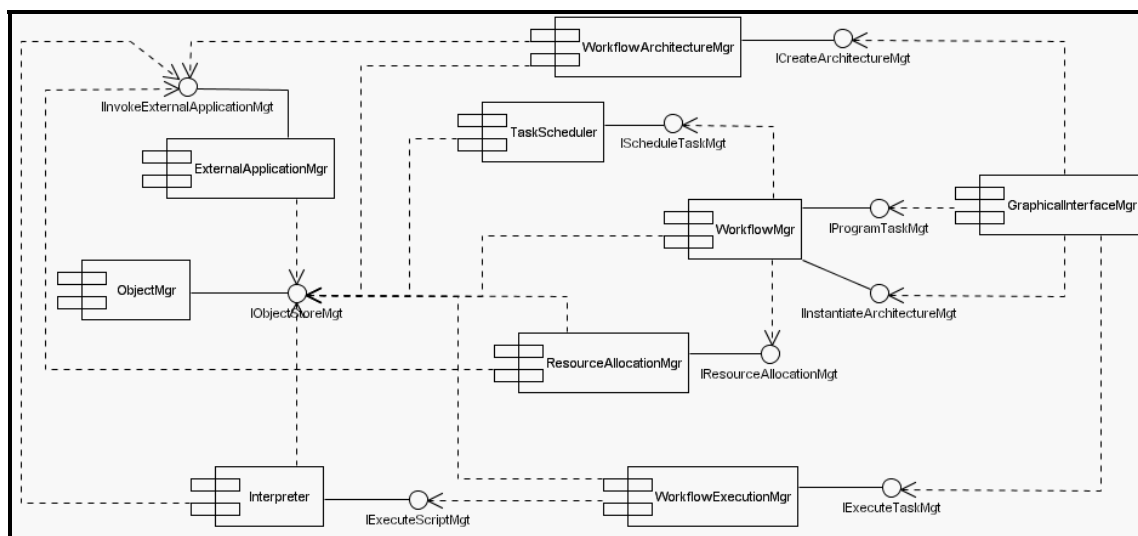 WorkflowArchitectureMgr
ICreateArchitectureMgt
IInvokeExternalApplicationMgt
TaskScheduler
IScheduleTaskMgt
ExternalApplicationMgr
GraphicalInterfaceMgr
WorkflowMgr
IProgramTaskMgt
ObjectMgr
IObjectStoreMgt
IInstantiateArchitectureMgt
ResourceAllocationMgr
IResourceAllocationMgt
Interpreter
IExecuteScriptMgt
WorkflowExecutionMgr
IExecuteTaskMgt